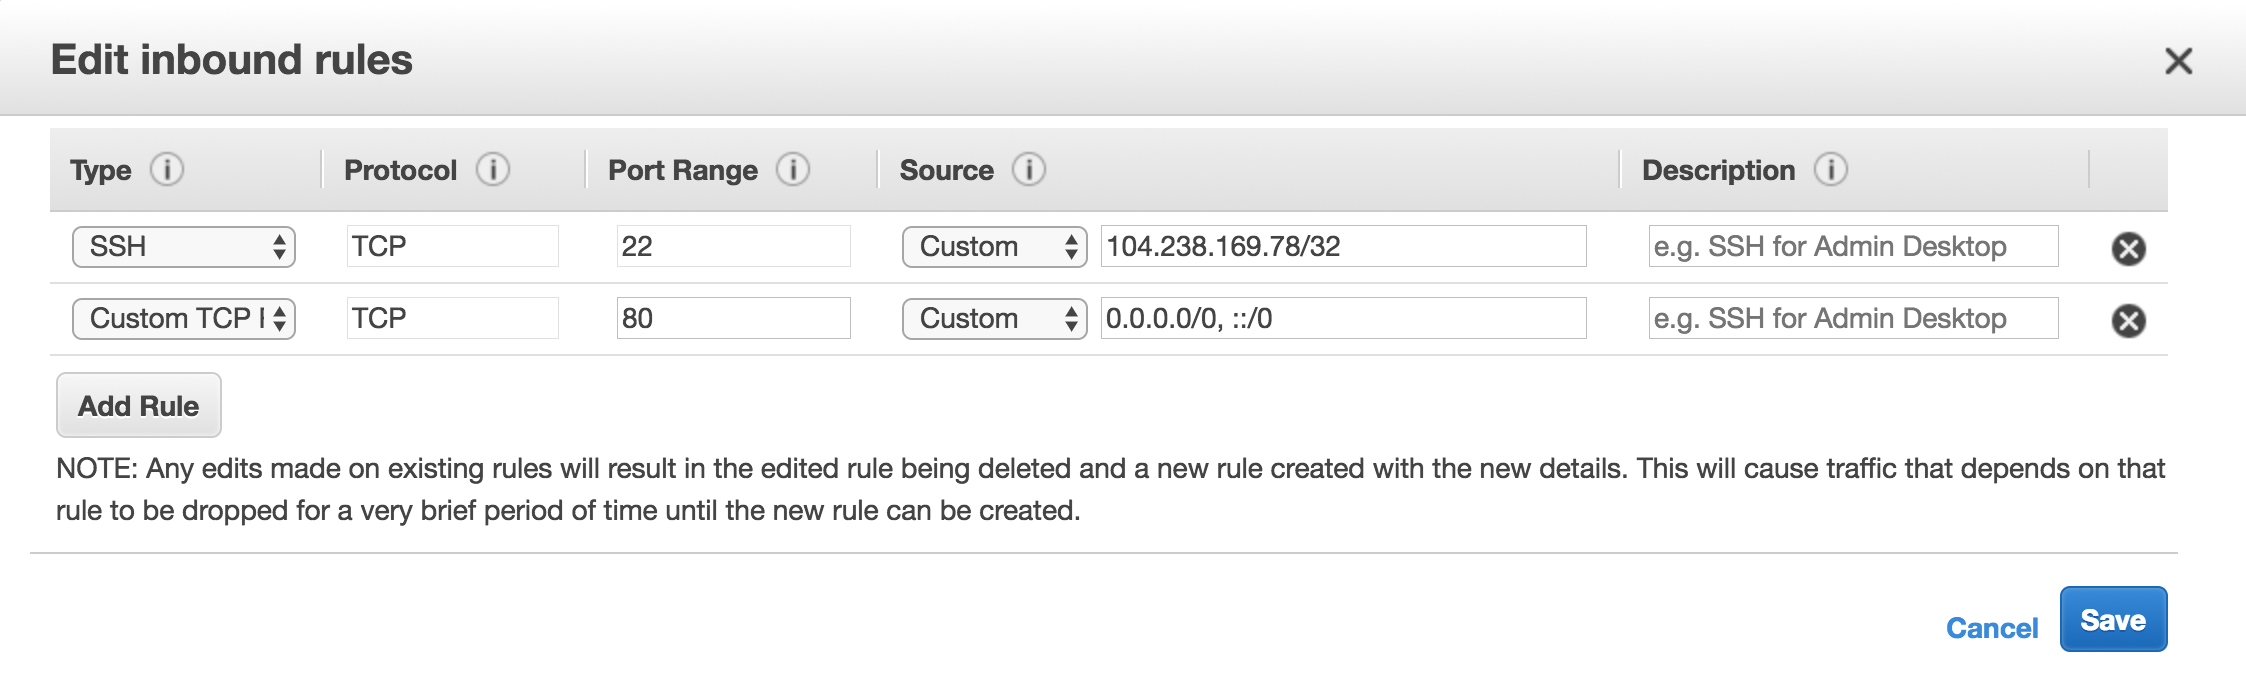 Edit inbound rules
Type Protocol Port Range Source Description
SSH TCP 22 Custom 104.238.169.78/32 e.g. SSH for Admin Desktop
Custom TCP TCP 80 Custom 0.0.0.0/0, ::/0 e.g. SSH for Admin Desktop
Add Rule
NOTE: Any edits made on existing rules will result in the edited rule being deleted and a new rule created with the new details. This will cause traffic that depends on that
rule to be dropped for a very brief period of time until the new rule can be created.
Cancel Save